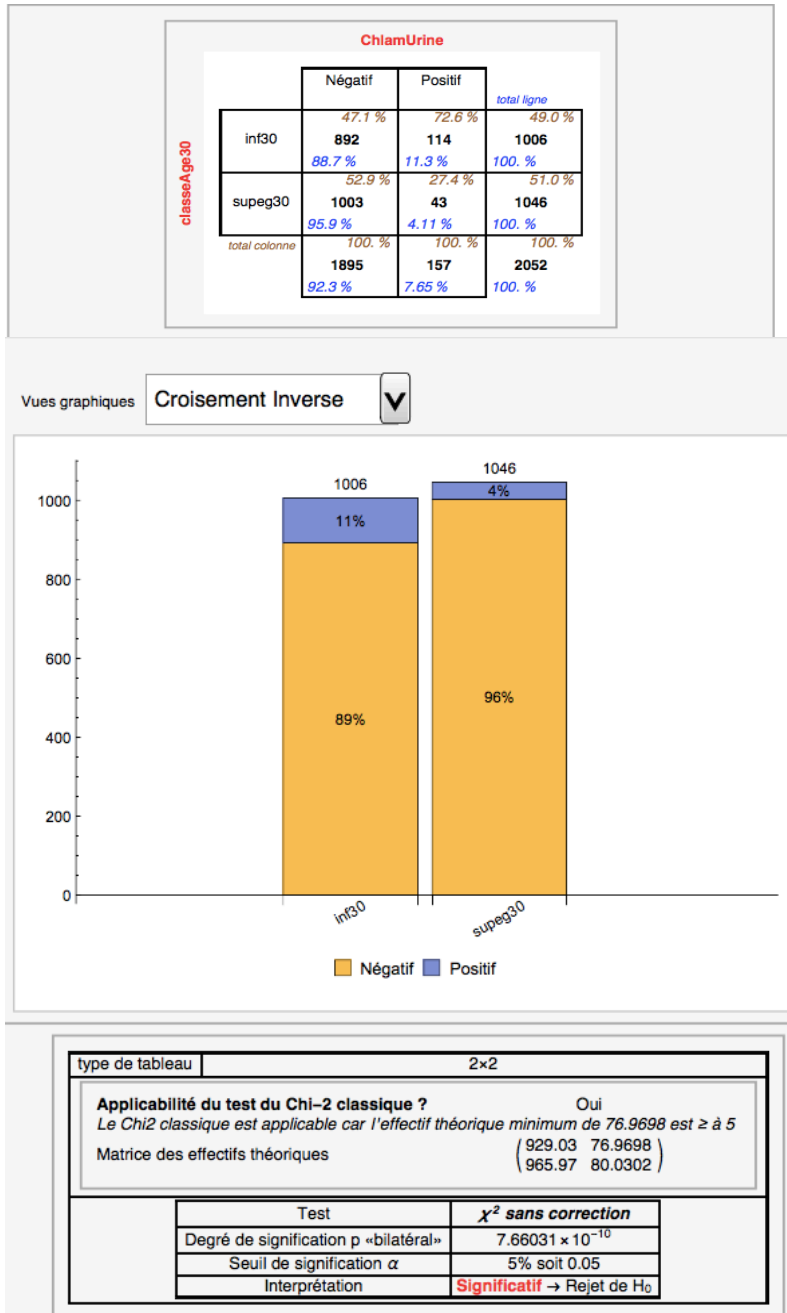 ChlamUrine
Négatif Positif
total ligne
47.1 % 72.6 % 49.0 %
inf30 892 114 1006
88.7 % 11.3 % 100. %
classeAge30
52.9 % 27.4 % 51.0 %
supeg30 1003 43 1046
95.9 % 4.11 % 100. %
total colonne 100. % 100. % 100. %
1895 157 2052
92.3 % 7.65 % 100. %
Vues graphiques Croisement Inverse
1006 1046
1000
11% 4%
800
600
89% 96%
400
200
0
inf30 supeg30
Négatif Positif
type de tableau 2×2
Applicabilité du test du Chi–2 classique ? Oui
Le Chi2 classique est applicable car l'effectif théorique minimum de 76.9698 est ≥ à 5
Matrice des effectifs théoriques
929.03 76.9698
965.97 80.0302
Test χ² sans correction
Degré de signification p «bilatéral» 7.66031 × 10⁻¹⁰
Seuil de signification α 5% soit 0.05
Interprétation Significatif → Rejet de H₀